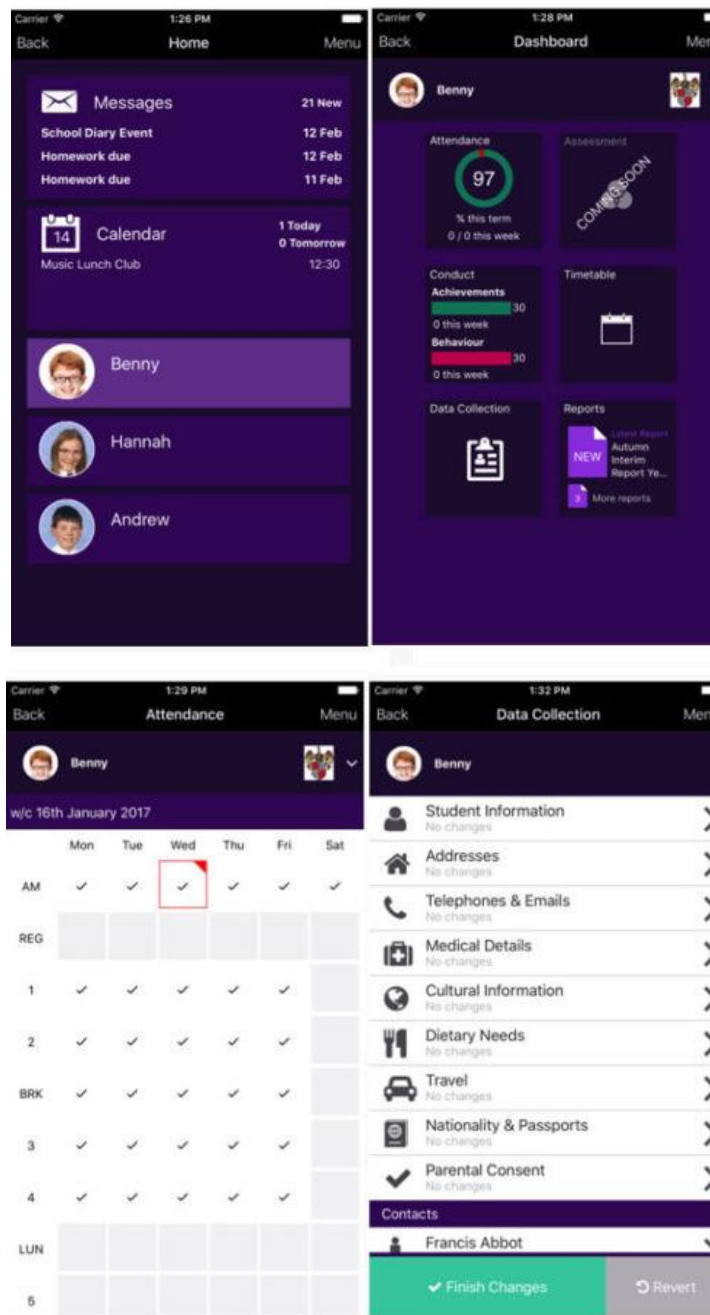 Carrier 1:26 PM
Back Home Menu
Messages 21 New
School Diary Event 12 Feb
Homework due 12 Feb
Homework due 11 Feb
14 Calendar 1 Today
0 Tomorrow
Music Lunch Club 12:30
Benny
Hannah
Andrew
Carrier 1:28 PM
Back Dashboard Men
Benny
Attendance
97
% this term
0 / 0 this week
Assessment
COMING SOON
Conduct
Achievements
30
0 this week
Behaviour
30
0 this week
Timetable
Data Collection
Reports
Latest Report
NEW
Autumn
Interim
Report Ye...
3 More reports
Carrier 1:29 PM
Back Attendance Menu
Benny
w/c 16th January 2017
Mon Tue Wed Thu Fri Sat
AM
REG
1
2
BRK
3
4
LUN
5
Carrier 1:32 PM
Back Data Collection Men
Benny
Student Information
No changes
Addresses
No changes
Telephones & Emails
No changes
Medical Details
No changes
Cultural Information
No changes
Dietary Needs
No changes
Travel
No changes
Nationality & Passports
No changes
Parental Consent
No changes
Contacts
Francis Abbot
Finish Changes Revert